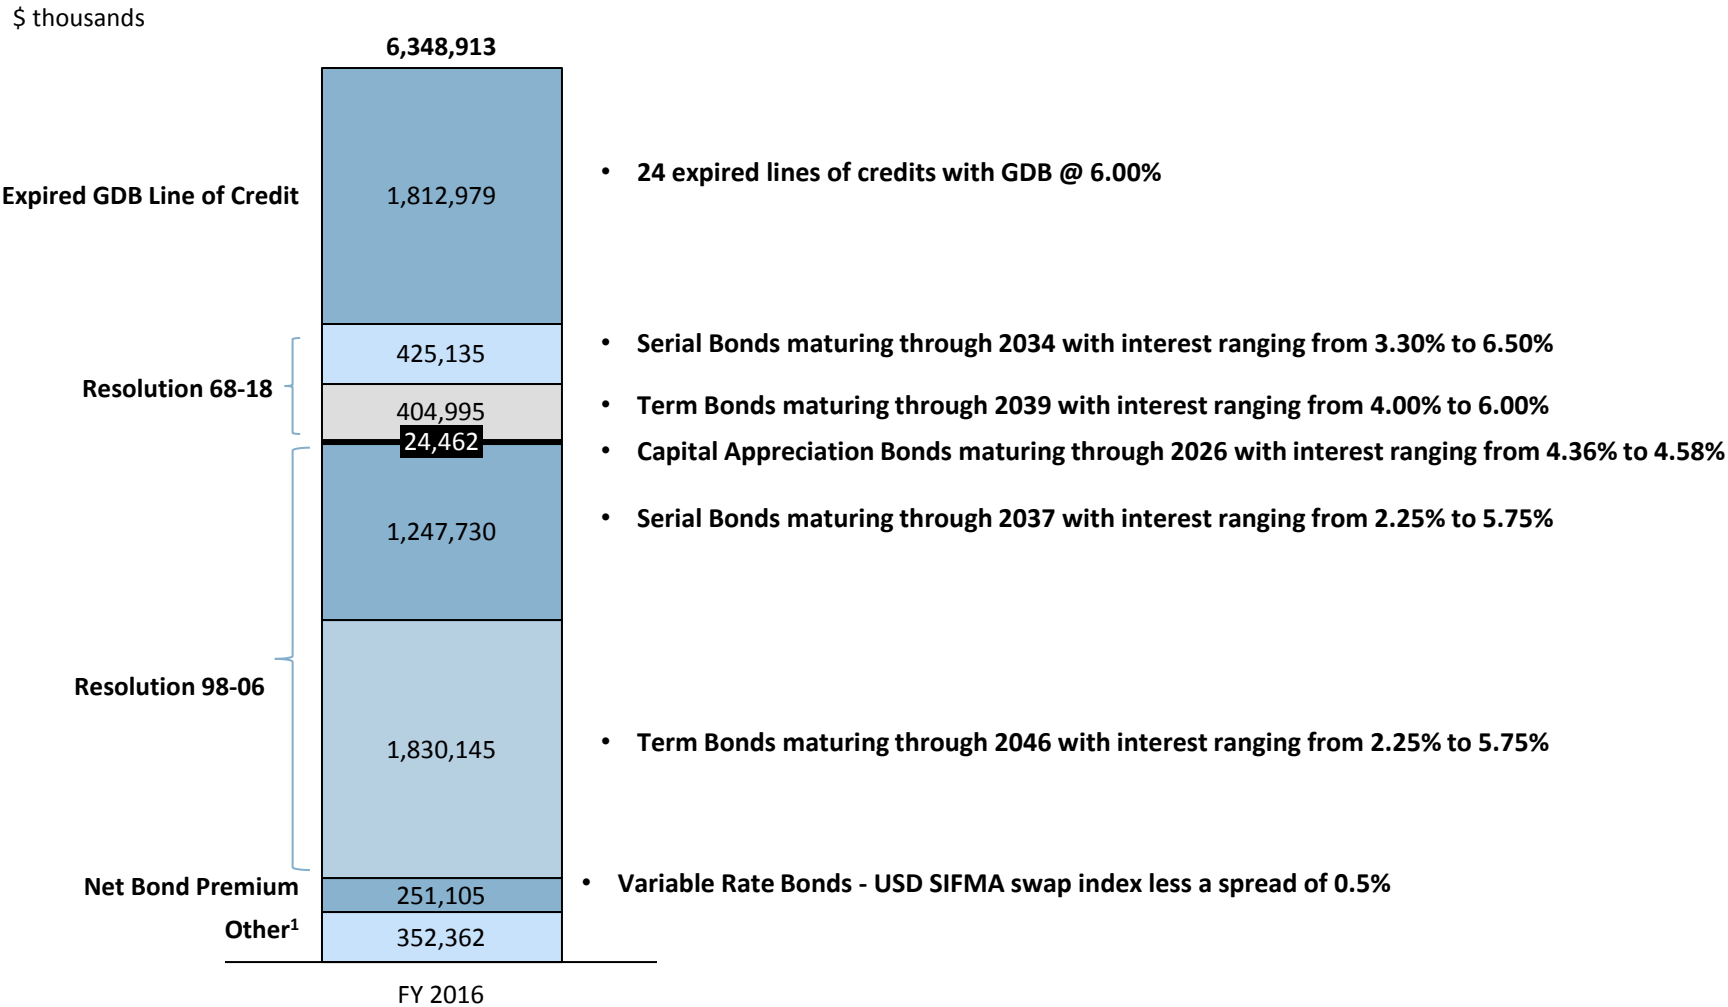 $ thousands
6,348,913
Expired GDB Line of Credit
1,812,979
• 24 expired lines of credits with GDB @ 6.00%
Resolution 68-18
425,135
• Serial Bonds maturing through 2034 with interest ranging from 3.30% to 6.50%
404,995
• Term Bonds maturing through 2039 with interest ranging from 4.00% to 6.00%
24,462
• Capital Appreciation Bonds maturing through 2026 with interest ranging from 4.36% to 4.58%
Resolution 98-06
1,247,730
• Serial Bonds maturing through 2037 with interest ranging from 2.25% to 5.75%
1,830,145
• Term Bonds maturing through 2046 with interest ranging from 2.25% to 5.75%
Net Bond Premium
251,105
• Variable Rate Bonds - USD SIFMA swap index less a spread of 0.5%
Other¹
352,362
FY 2016